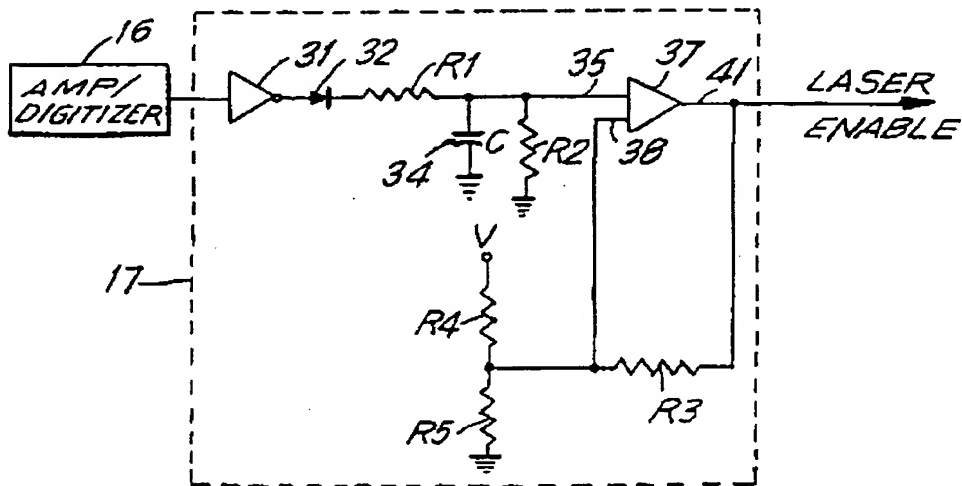 16
AMP/
DIGITIZER
31
32
R1
35
37
41
LASER
ENABLE
34
C
R2
38
V
17
R4
R3
R5